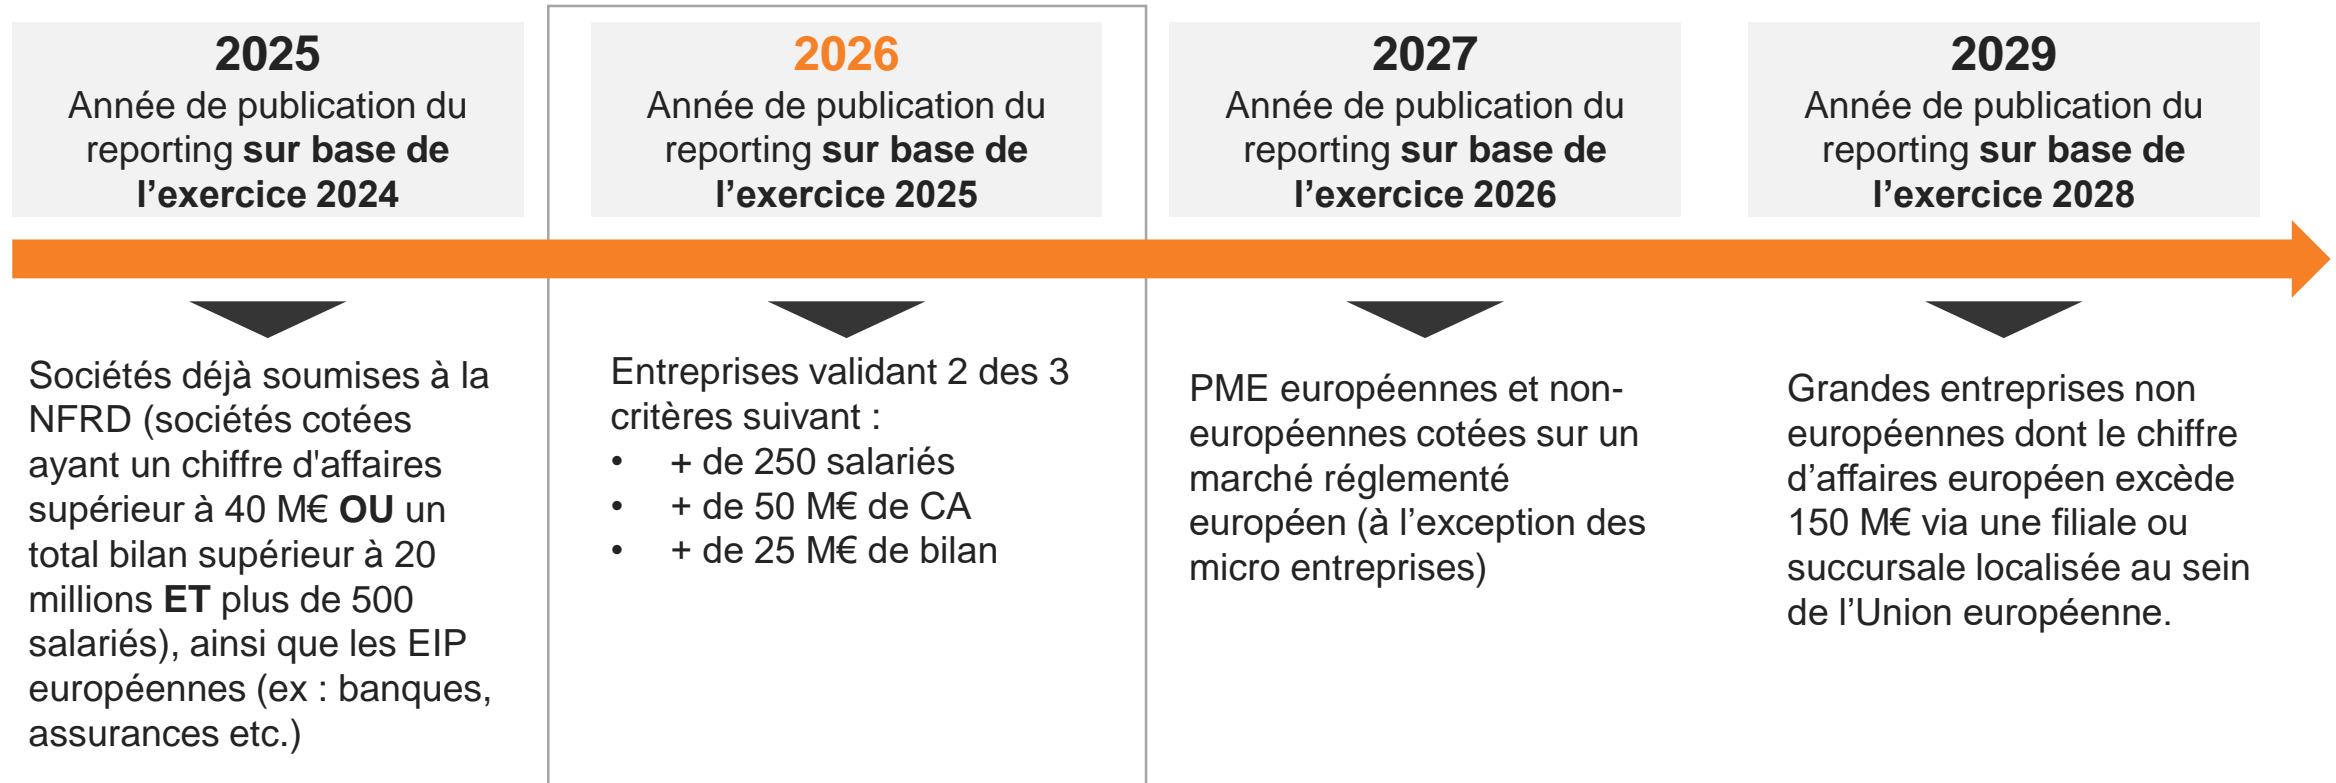 2025
Année de publication du
reporting sur base de
l’exercice 2024
2026
Année de publication du
reporting sur base de
l’exercice 2025
2027
Année de publication du
reporting sur base de
l’exercice 2026
2029
Année de publication du
reporting sur base de
l’exercice 2028
Sociétés déjà soumises à la
NFRD (sociétés cotées
ayant un chiffre d'affaires
supérieur à 40 M€ OU un
total bilan supérieur à 20
millions ET plus de 500
salariés), ainsi que les EIP
européennes (ex : banques,
assurances etc.)
Entreprises validant 2 des 3
critères suivant :
• + de 250 salariés
• + de 50 M€ de CA
• + de 25 M€ de bilan
PME européennes et non-
européennes cotées sur un
marché réglementé
européen (à l’exception des
micro entreprises)
Grandes entreprises non
européennes dont le chiffre
d’affaires européen excède
150 M€ via une filiale ou
succursale localisée au sein
de l’Union européenne.